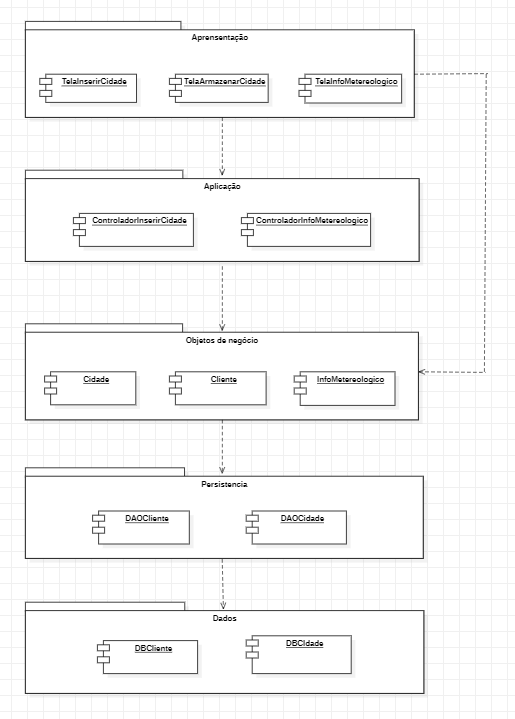 Aprensentação
TelaInserirCidade
TelaArmazenarCidade
TelaInfoMetereologico
Aplicação
ControladorInserirCidade
ControladorInfoMetereologico
Objetos de negócio
Cidade
Cliente
InfoMetereologico
Persistencia
DAOCliente
DAOCidade
Dados
DBCliente
DBCIdade